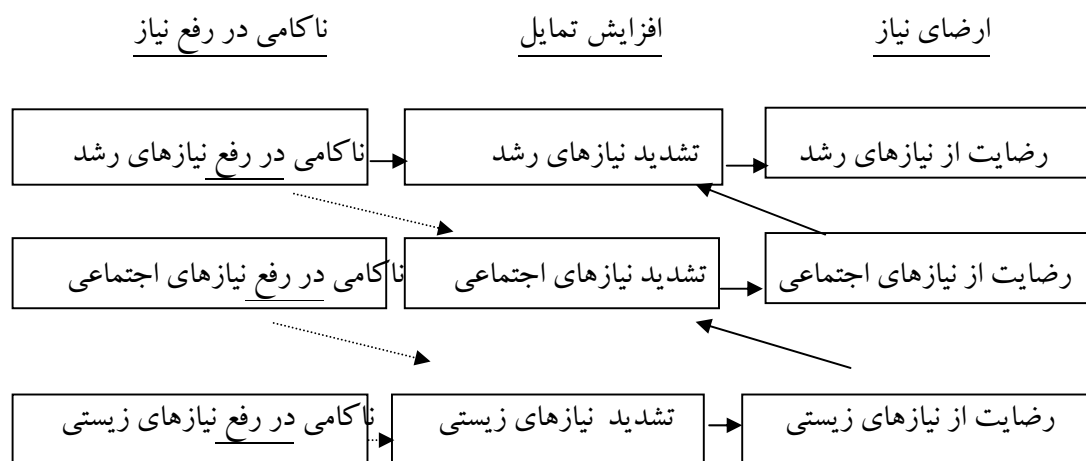 ارضای نیاز افزایش تمایل ناکامی در رفع نیاز
رضایت از نیازهای رشد تشدید نیازهای رشد ناکامی در رفع نیازهای رشد
رضایت از نیازهای اجتماعی تشدید نیازهای اجتماعی ناکامی در رفع نیازهای اجتماعی
رضایت از نیازهای زیستی تشدید نیازهای زیستی ناکامی در رفع نیازهای زیستی